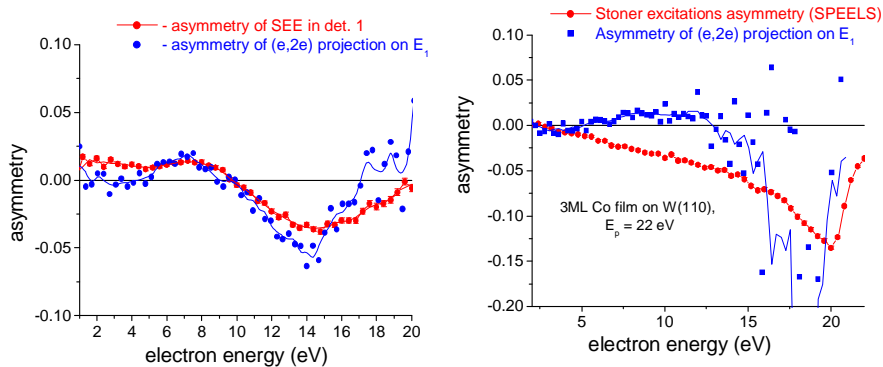 - asymmetry of SEE in det. 1
- asymmetry of (e,2e) projection on E1
0.10
0.05
0.00
-0.05
-0.10
asymmetry
2 4 6 8 10 12 14 16 18 20
electron energy (eV)
Stoner excitations asymmetry (SPEELS)
Asymmetry of (e,2e) projection on E1
0.10
0.05
0.00
-0.05
-0.10
-0.15
-0.20
asymmetry
3ML Co film on W(110),
Ep = 22 eV
5 10 15 20
electron energy (eV)